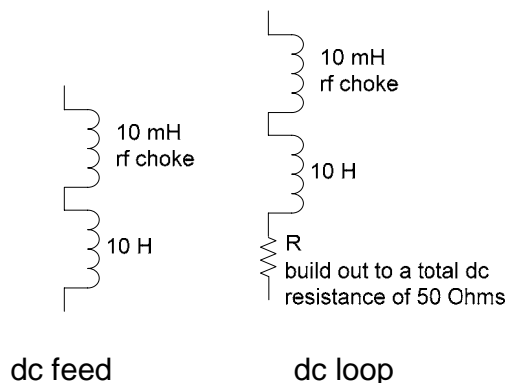 10 mH
rf choke
10 H
dc feed
10 mH
rf choke
10 H
R
build out to a total dc
resistance of 50 Ohms
dc loop